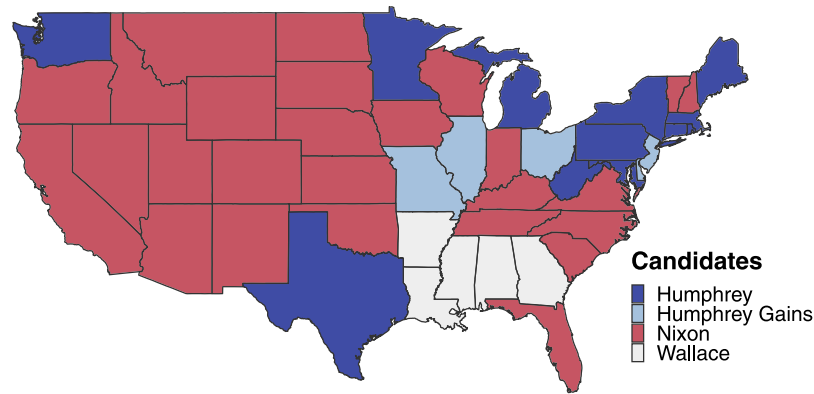 Candidates
Humphrey
Humphrey Gains
Nixon
Wallace